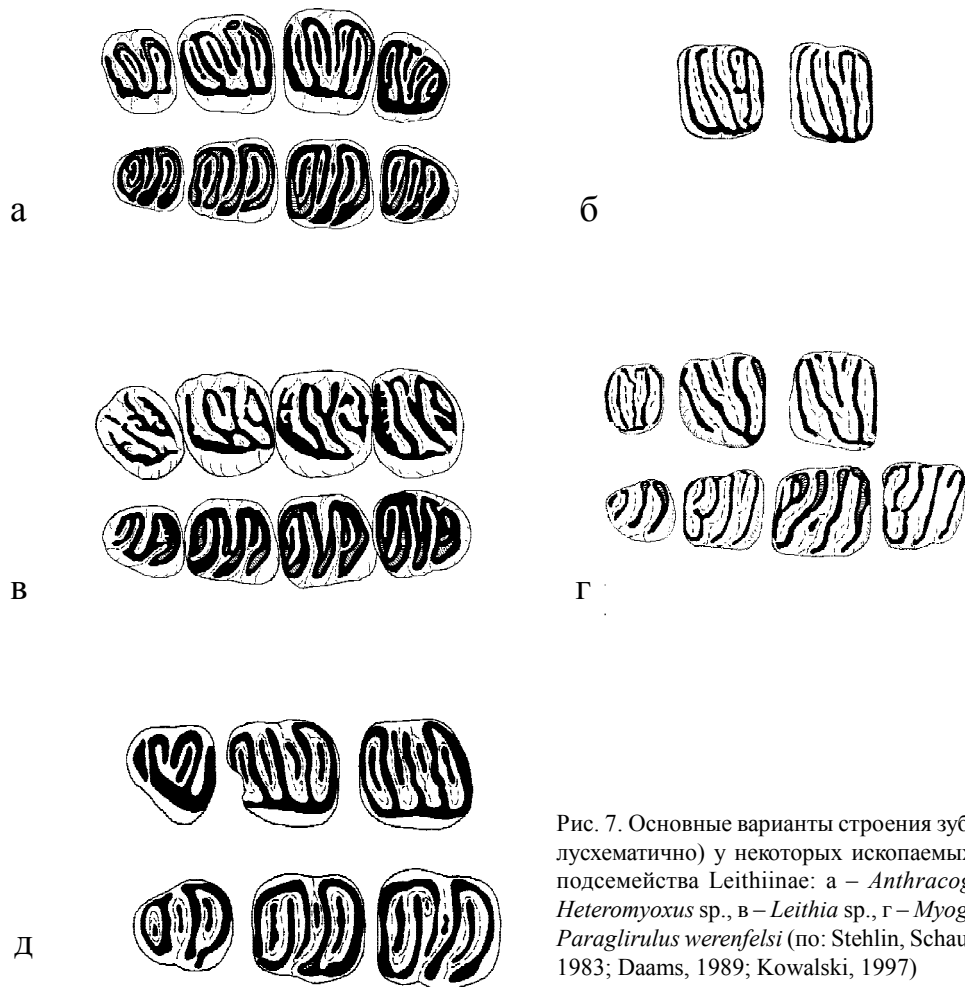 а
б
в
г
д
Рис. 7. Основные варианты строения зуб
лусхематично) у некоторых ископаемых
подсемейства Leithiinae: а – Anthracog
Heteromyoxus sp., в – Leithia sp., г – Myog
Paraglirulus werenfelsi (по: Stehlin, Schau
1983; Daams, 1989; Kowalski, 1997)